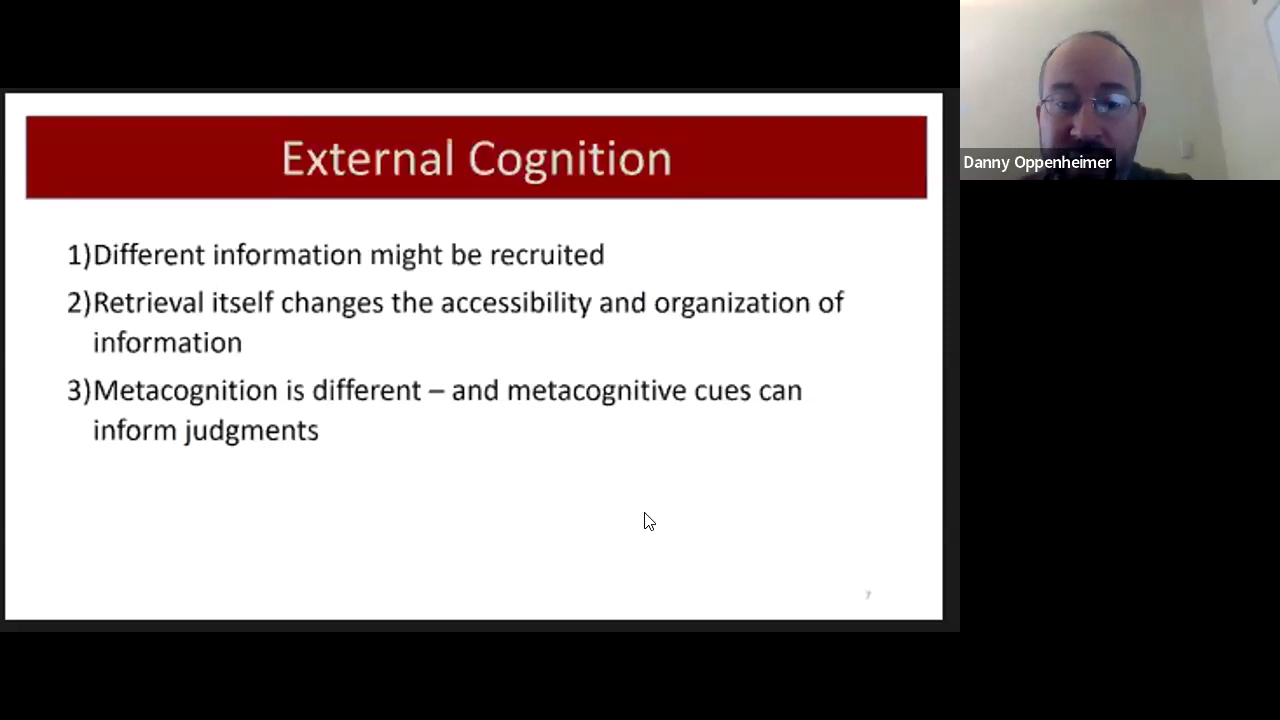 External Cognition
1)Different information might be recruited
2)Retrieval itself changes the accessibility and organization of
information
3)Metacognition is different – and metacognitive cues can
inform judgments
7
Danny Oppenheimer